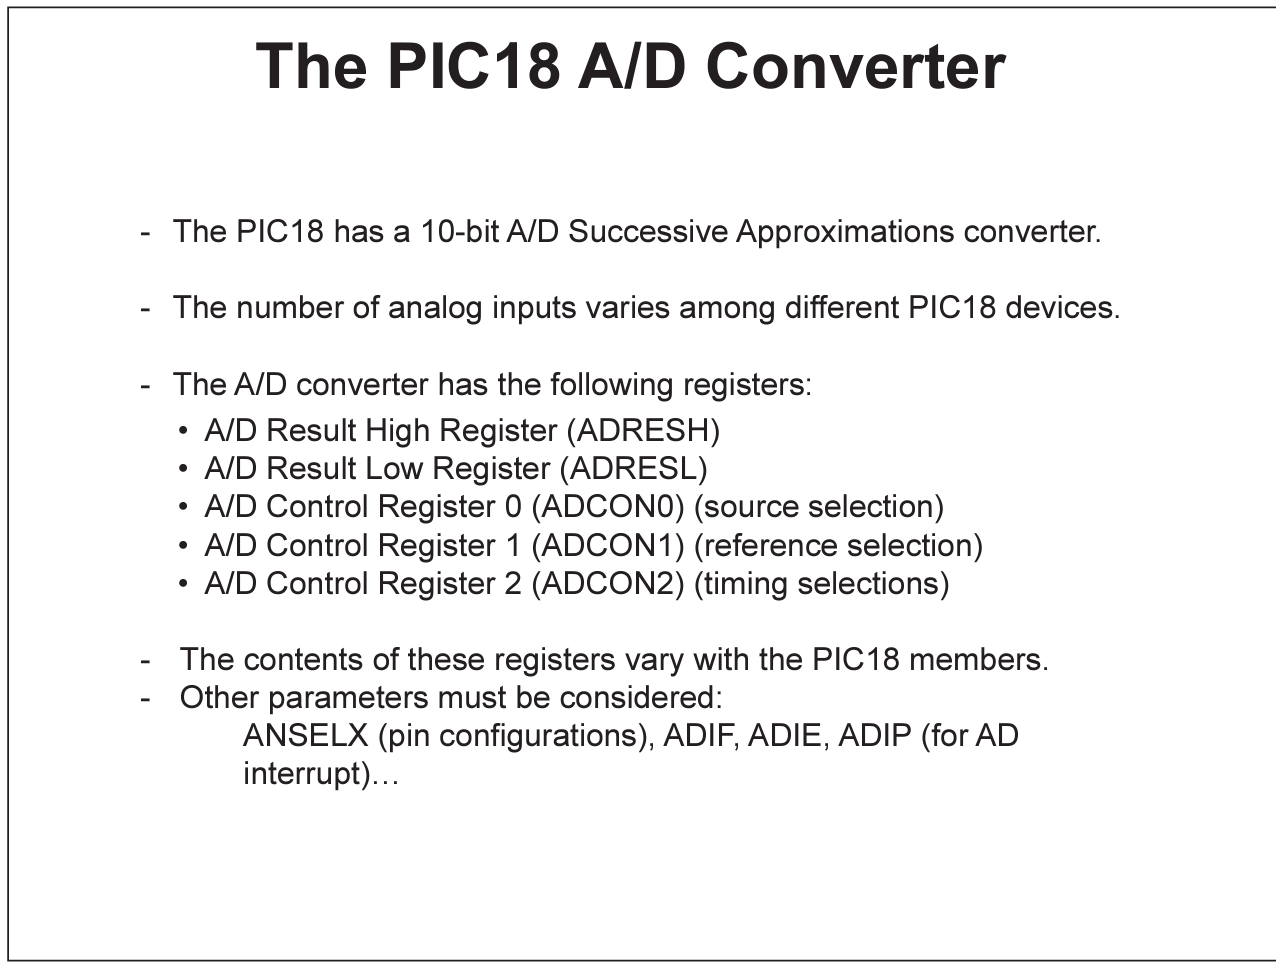 The PIC18 A/D Converter
- The PIC18 has a 10-bit A/D Successive Approximations converter.
- The number of analog inputs varies among different PIC18 devices.
- The A/D converter has the following registers:
• A/D Result High Register (ADRESH)
• A/D Result Low Register (ADRESL)
• A/D Control Register 0 (ADCON0) (source selection)
• A/D Control Register 1 (ADCON1) (reference selection)
• A/D Control Register 2 (ADCON2) (timing selections)
- The contents of these registers vary with the PIC18 members.
- Other parameters must be considered:
ANSELX (pin configurations), ADIF, ADIE, ADIP (for AD
interrupt)…